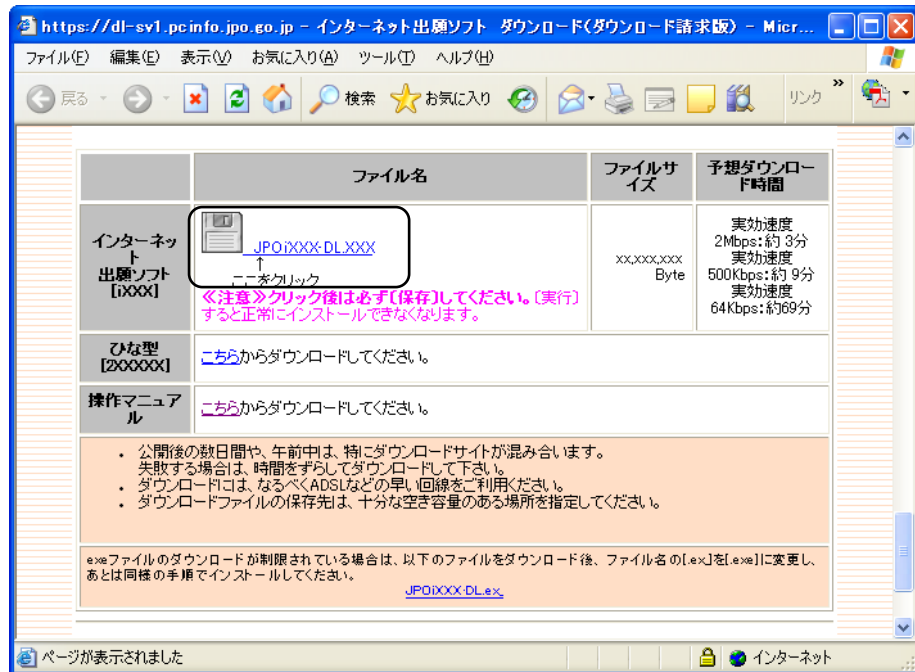 https://dl-sv1.pcinfo.jpo.go.jp - インターネット出願ソフト ダウンロード(ダウンロード請求版) - Micr...
ファイル(F) 編集(E) 表示(V) お気に入り(A) ツール(T) ヘルプ(H)
戻る 検索 お気に入り リンク »
ファイル名
ファイルサ
イズ
予想ダウンロー
ド時間
インターネッ
ト
出願ソフト
[iXXX]
JPOiXXX-DL.XXX
↑
ここをクリック
≪注意≫クリック後は必ず[保存]してください。[実行]
すると正常にインストールできなくなります。
xx,xxx,xxx
Byte
実効速度
2Mbps:約 3分
実効速度
500Kbps:約 9分
実効速度
64Kbps:約69分
ひな型
[2XXXXX]
こちらからダウンロードしてください。
操作マニュア
ル
こちらからダウンロードしてください。
• 公開後の数日間や、午前中は、特にダウンロードサイトが混み合います。
失敗する場合は、時間をずらしてダウンロードして下さい。
• ダウンロードには、なるべくADSLなどの早い回線をご利用ください。
• ダウンロードファイルの保存先は、十分な空き容量のある場所を指定してください。
exeファイルのダウンロードが制限されている場合は、以下のファイルをダウンロード後、ファイル名の[.ex_]を[.exe]に変更し、
あとは同様の手順でインストールしてください。
JPOiXXX-DL.ex_
ページが表示されました インターネット